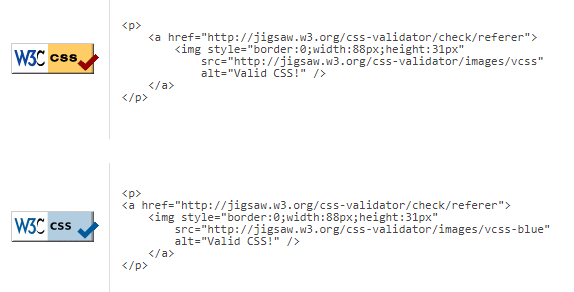 <p>
<a href="http://jigsaw.w3.org/css-validator/check/referer">
<img style="border:0;width:88px;height:31px"
src="http://jigsaw.w3.org/css-validator/images/vcss"
alt="Valid CSS!" />
</a>
</p>
W3C css
<p>
<a href="http://jigsaw.w3.org/css-validator/check/referer">
<img style="border:0;width:88px;height:31px"
src="http://jigsaw.w3.org/css-validator/images/vcss-blue"
alt="Valid CSS!" />
</a>
</p>
W3C css